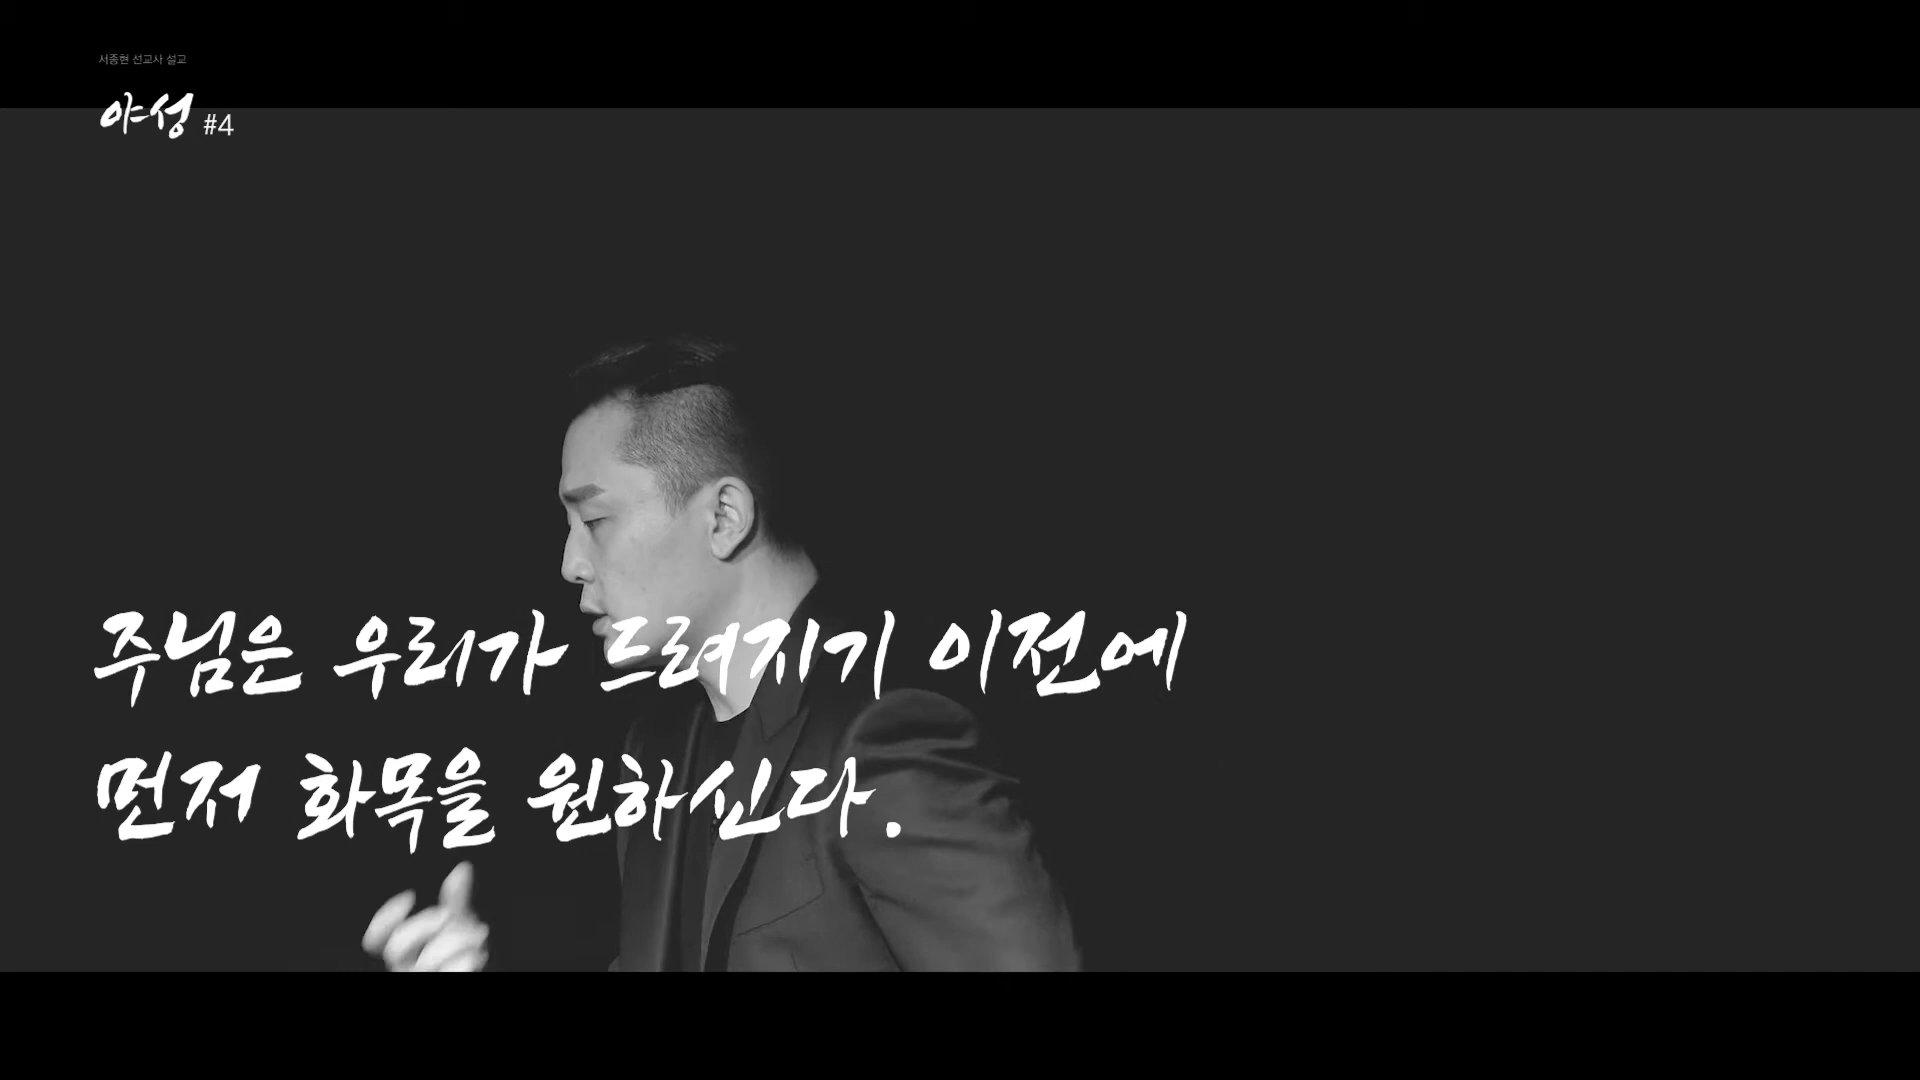 서종현 선교사 설교
야성 #4
주님은 우리가 드려지기 이전에
먼저 화목을 원하신다.